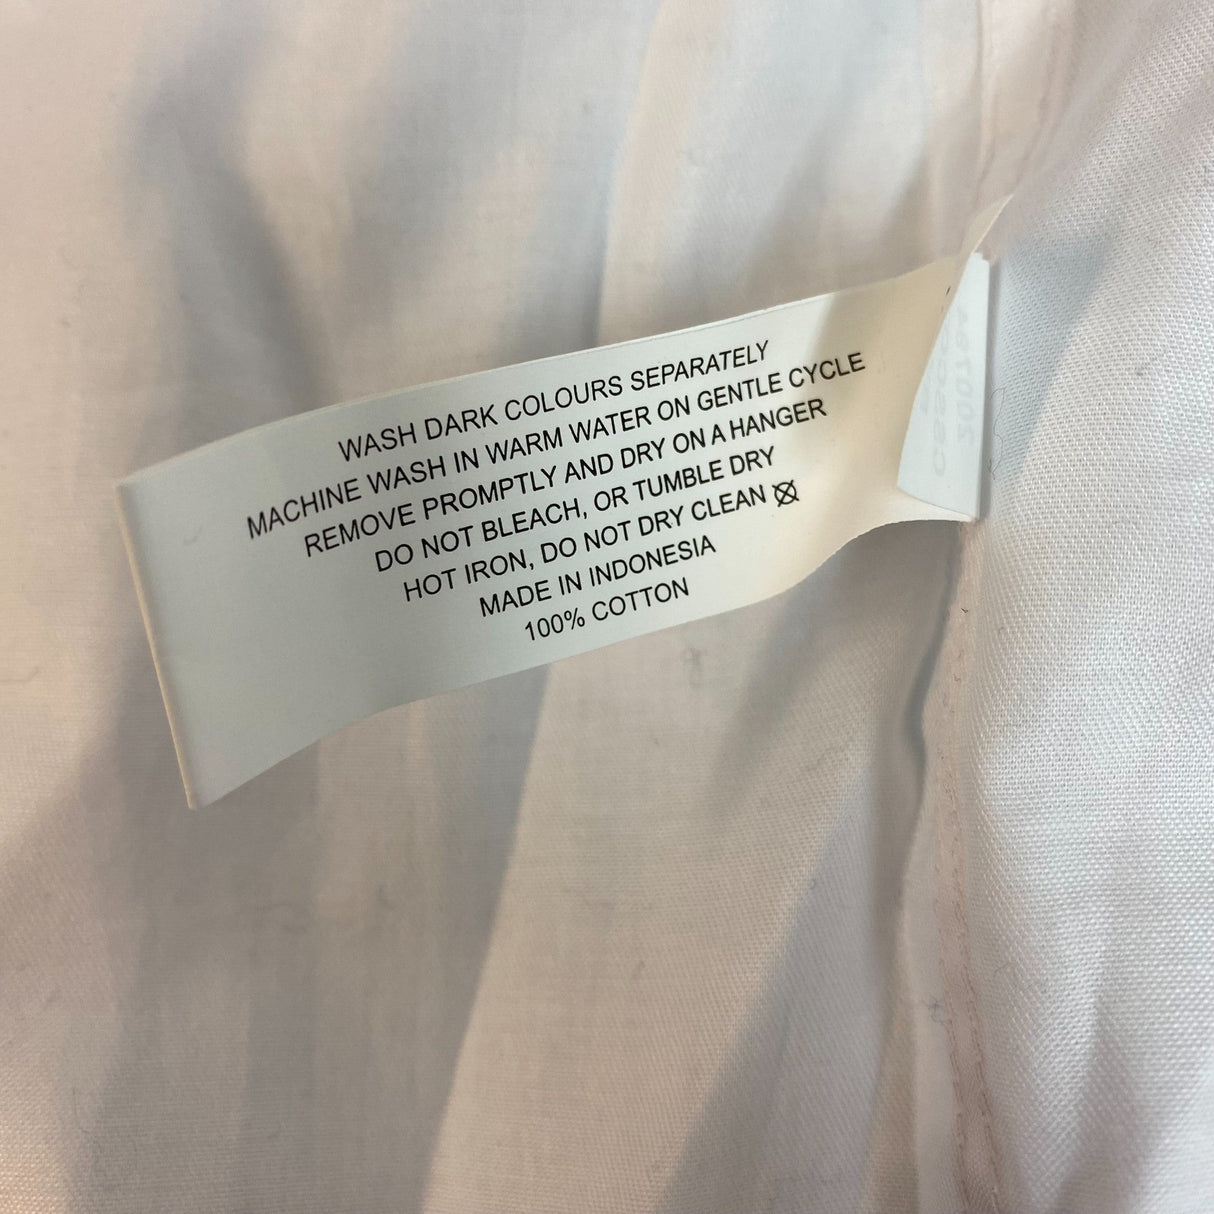 WASH DARK COLOURS SEPARATELY
MACHINE WASH IN WARM WATER ON GENTLE CYCLE
REMOVE PROMPTLY AND DRY ON A HANGER
DO NOT BLEACH, OR TUMBLE DRY
HOT IRON, DO NOT DRY CLEAN
MADE IN INDONESIA
100% COTTON